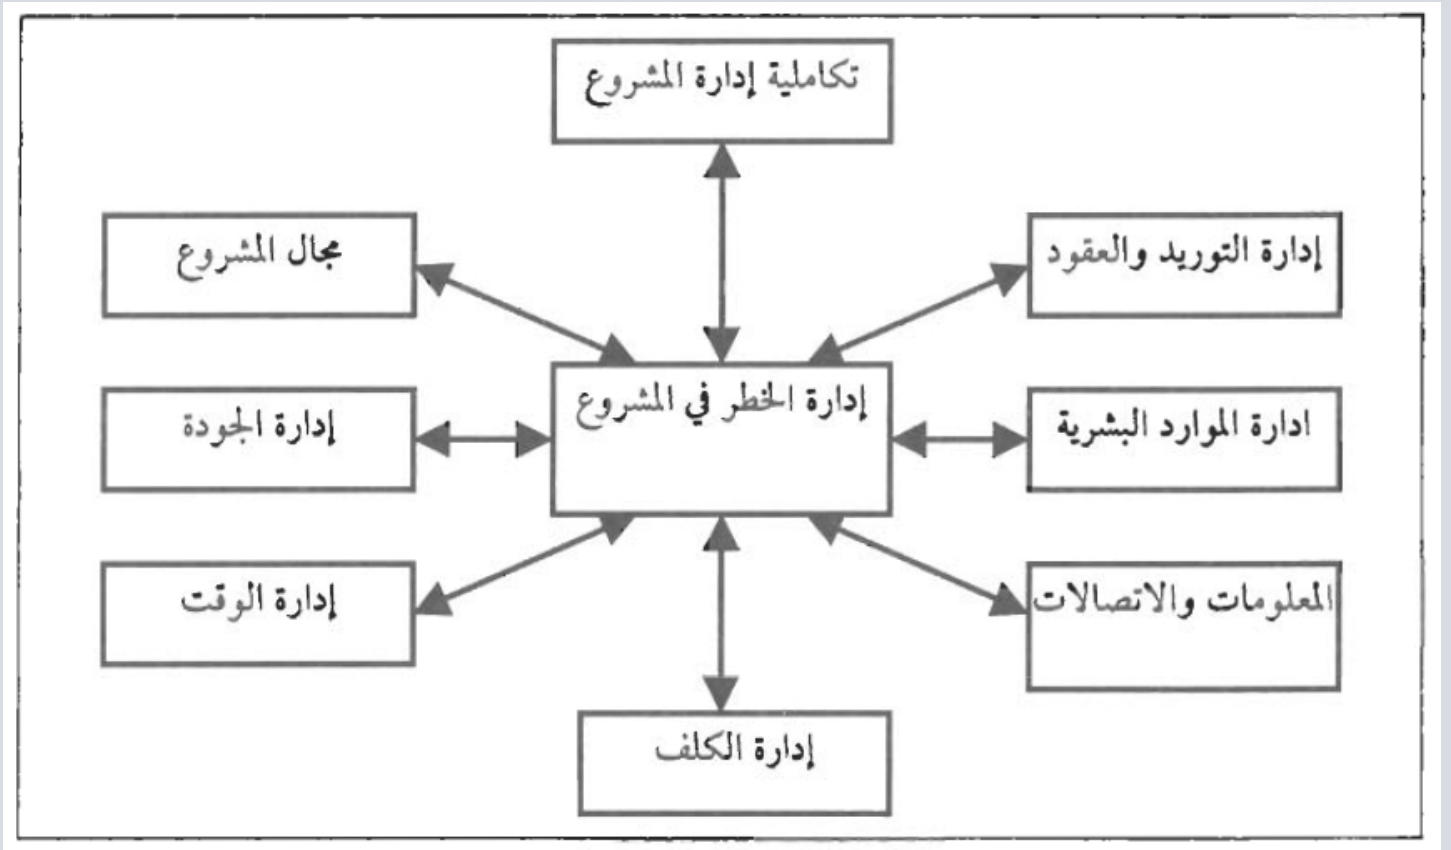 تكاملية إدارة المشروع
إدارة التوريد والعقود
مجال المشروع
إدارة الخطر في المشروع
ادارة الموارد البشرية
إدارة الجودة
المعلومات والاتصالات
إدارة الوقت
إدارة الكلف